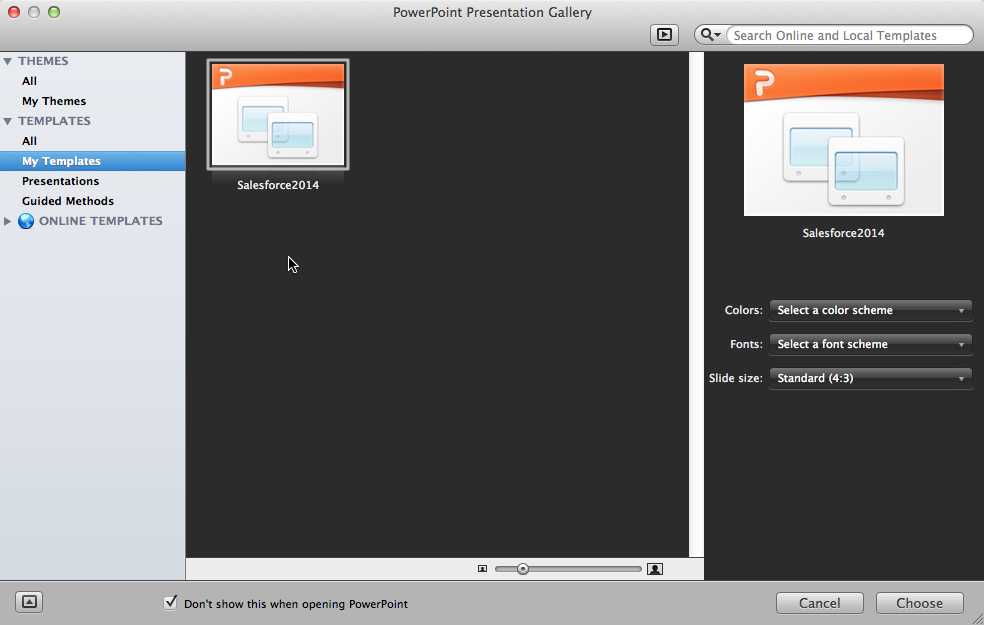 PowerPoint Presentation Gallery
Search Online and Local Templates
THEMES
All
My Themes
TEMPLATES
All
My Templates
Presentations
Guided Methods
ONLINE TEMPLATES
Salesforce2014
Salesforce2014
Colors: Select a color scheme
Fonts: Select a font scheme
Slide size: Standard (4:3)
Don't show this when opening PowerPoint
Cancel
Choose